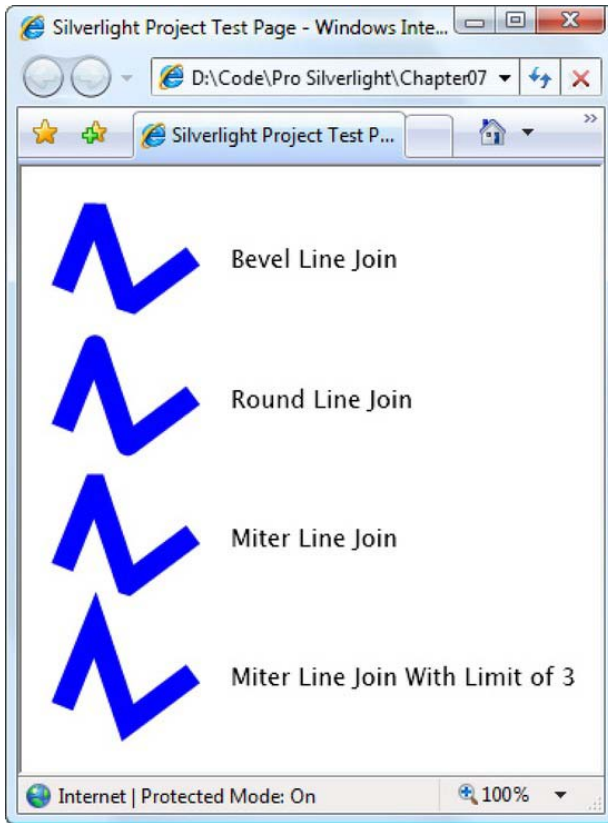 Silverlight Project Test Page - Windows Inte...
D:\Code\Pro Silverlight\Chapter07
Silverlight Project Test P...
Bevel Line Join
Round Line Join
Miter Line Join
Miter Line Join With Limit of 3
Internet | Protected Mode: On
100%